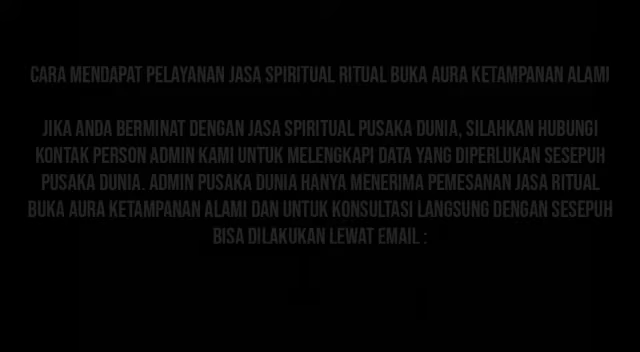 CARA MENDAPAT PELAYANAN JASA SPIRITUAL RITUAL BUKA AURA KETAMPANAN ALAMI
JIKA ANDA BERMINAT DENGAN JASA SPIRITUAL PUSAKA DUNIA, SILAHKAN HUBUNGI
KONTAK PERSON ADMIN KAMI UNTUK MELENGKAPI DATA YANG DIPERLUKAN SESEPUH
PUSAKA DUNIA. ADMIN PUSAKA DUNIA HANYA MENERIMA PEMESANAN JASA RITUAL
BUKA AURA KETAMPANAN ALAMI DAN UNTUK KONSULTASI LANGSUNG DENGAN SESEPUH
BISA DILAKUKAN LEWAT EMAIL :